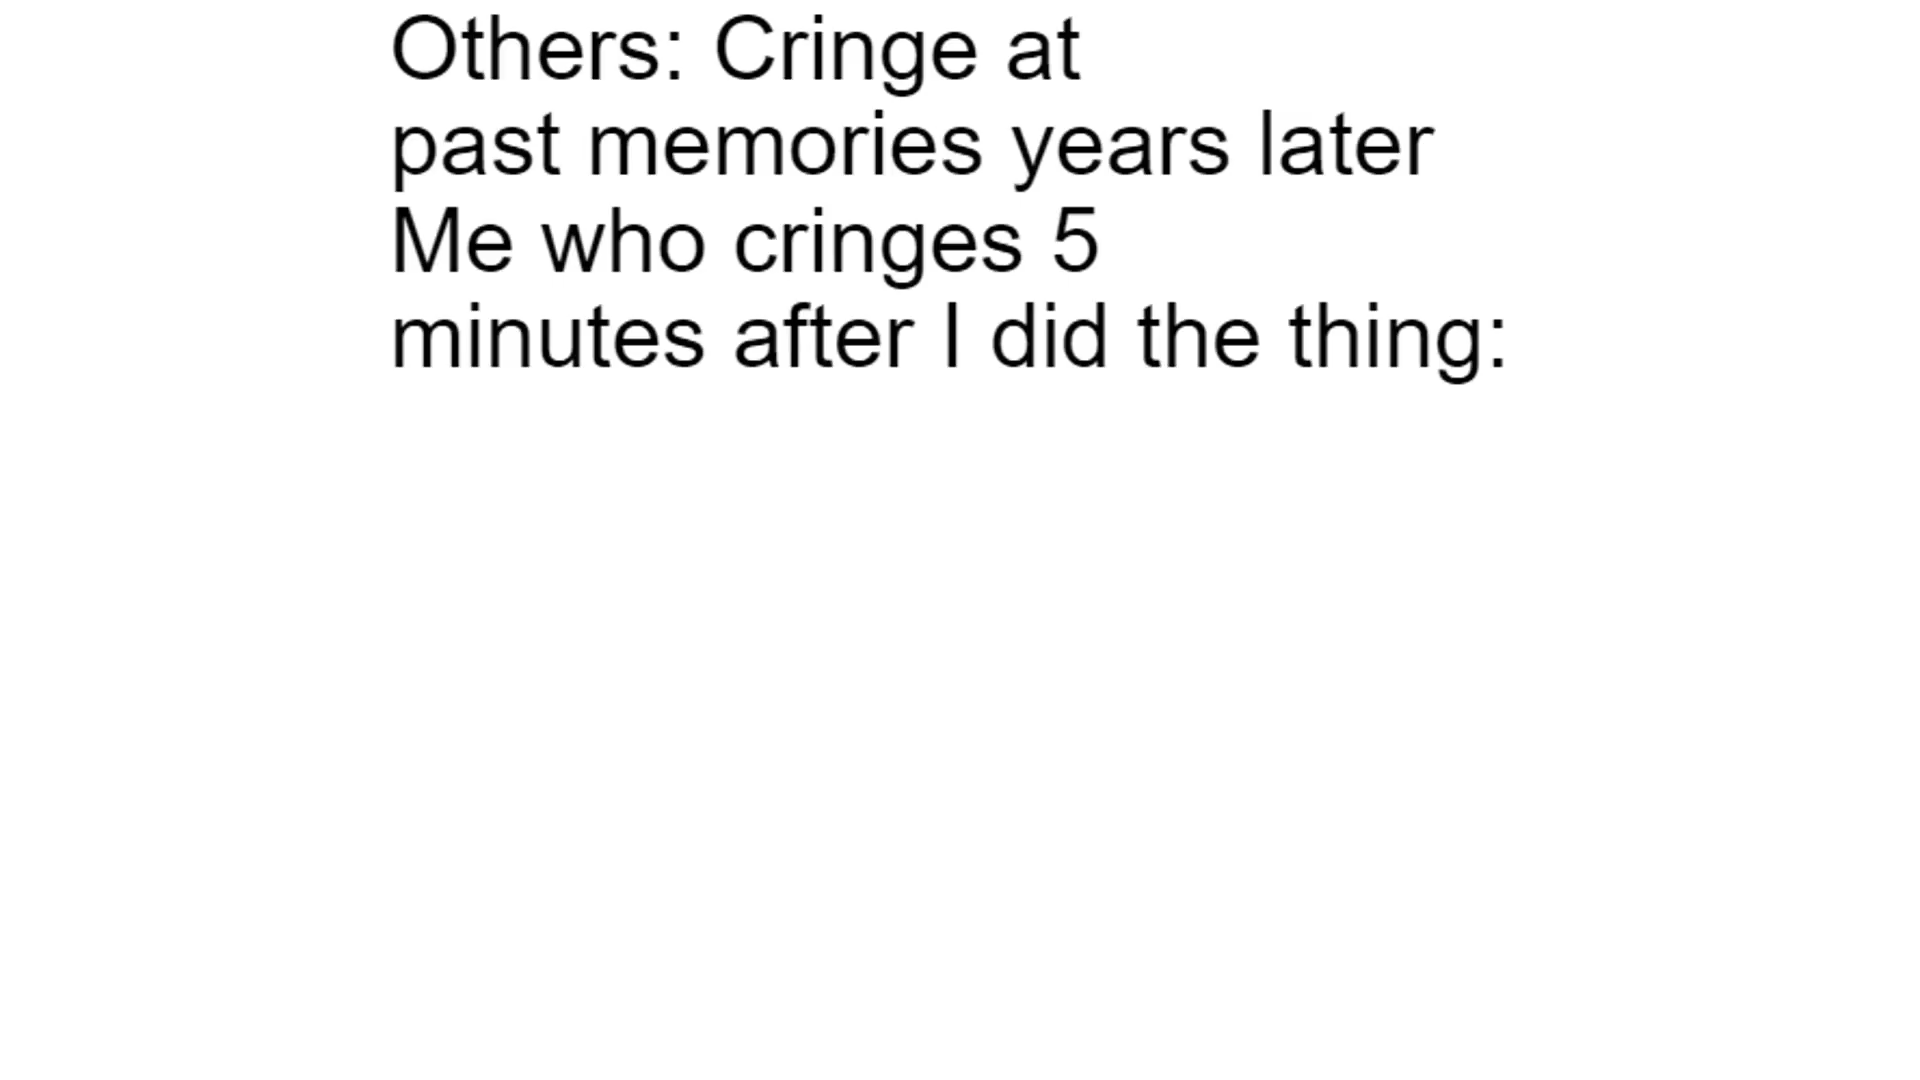 Others: Cringe at
past memories years later
Me who cringes 5
minutes after I did the thing: